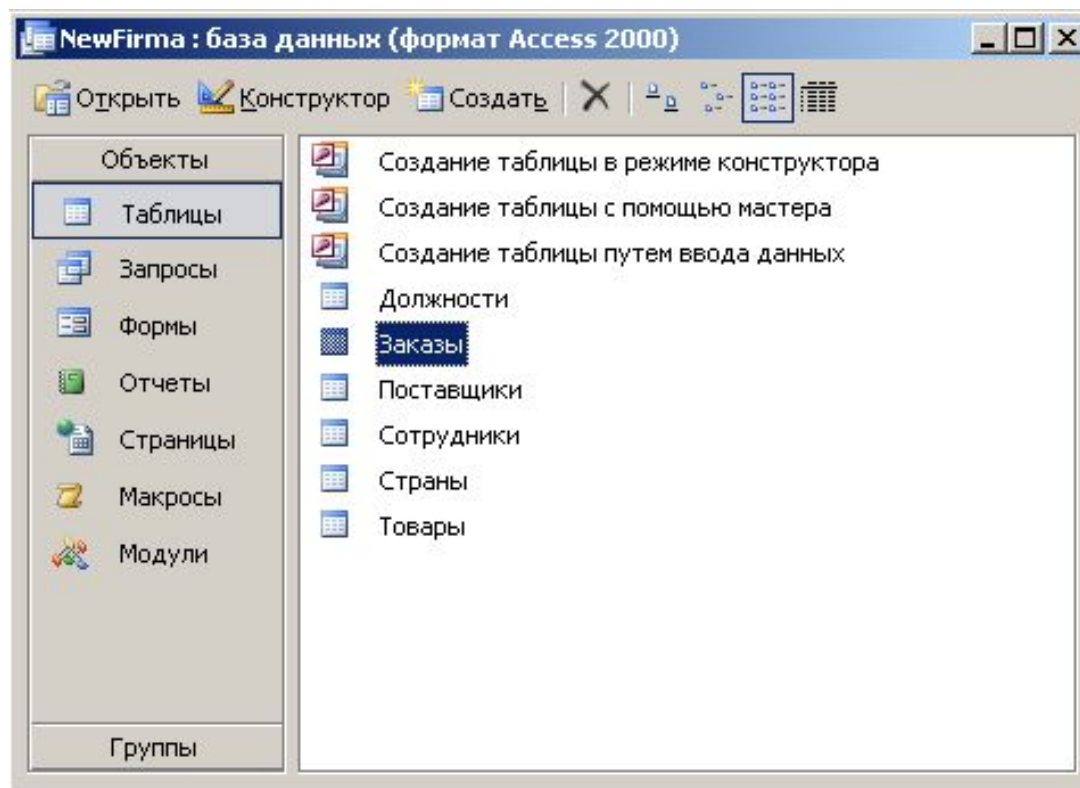 NewFirma : база данных (формат Access 2000)
Открыть Конструктор Создать
Объекты
Таблицы
Запросы
Формы
Отчеты
Страницы
Макросы
Модули
Группы
Создание таблицы в режиме конструктора
Создание таблицы с помощью мастера
Создание таблицы путем ввода данных
Должности
Заказы
Поставщики
Сотрудники
Страны
Товары